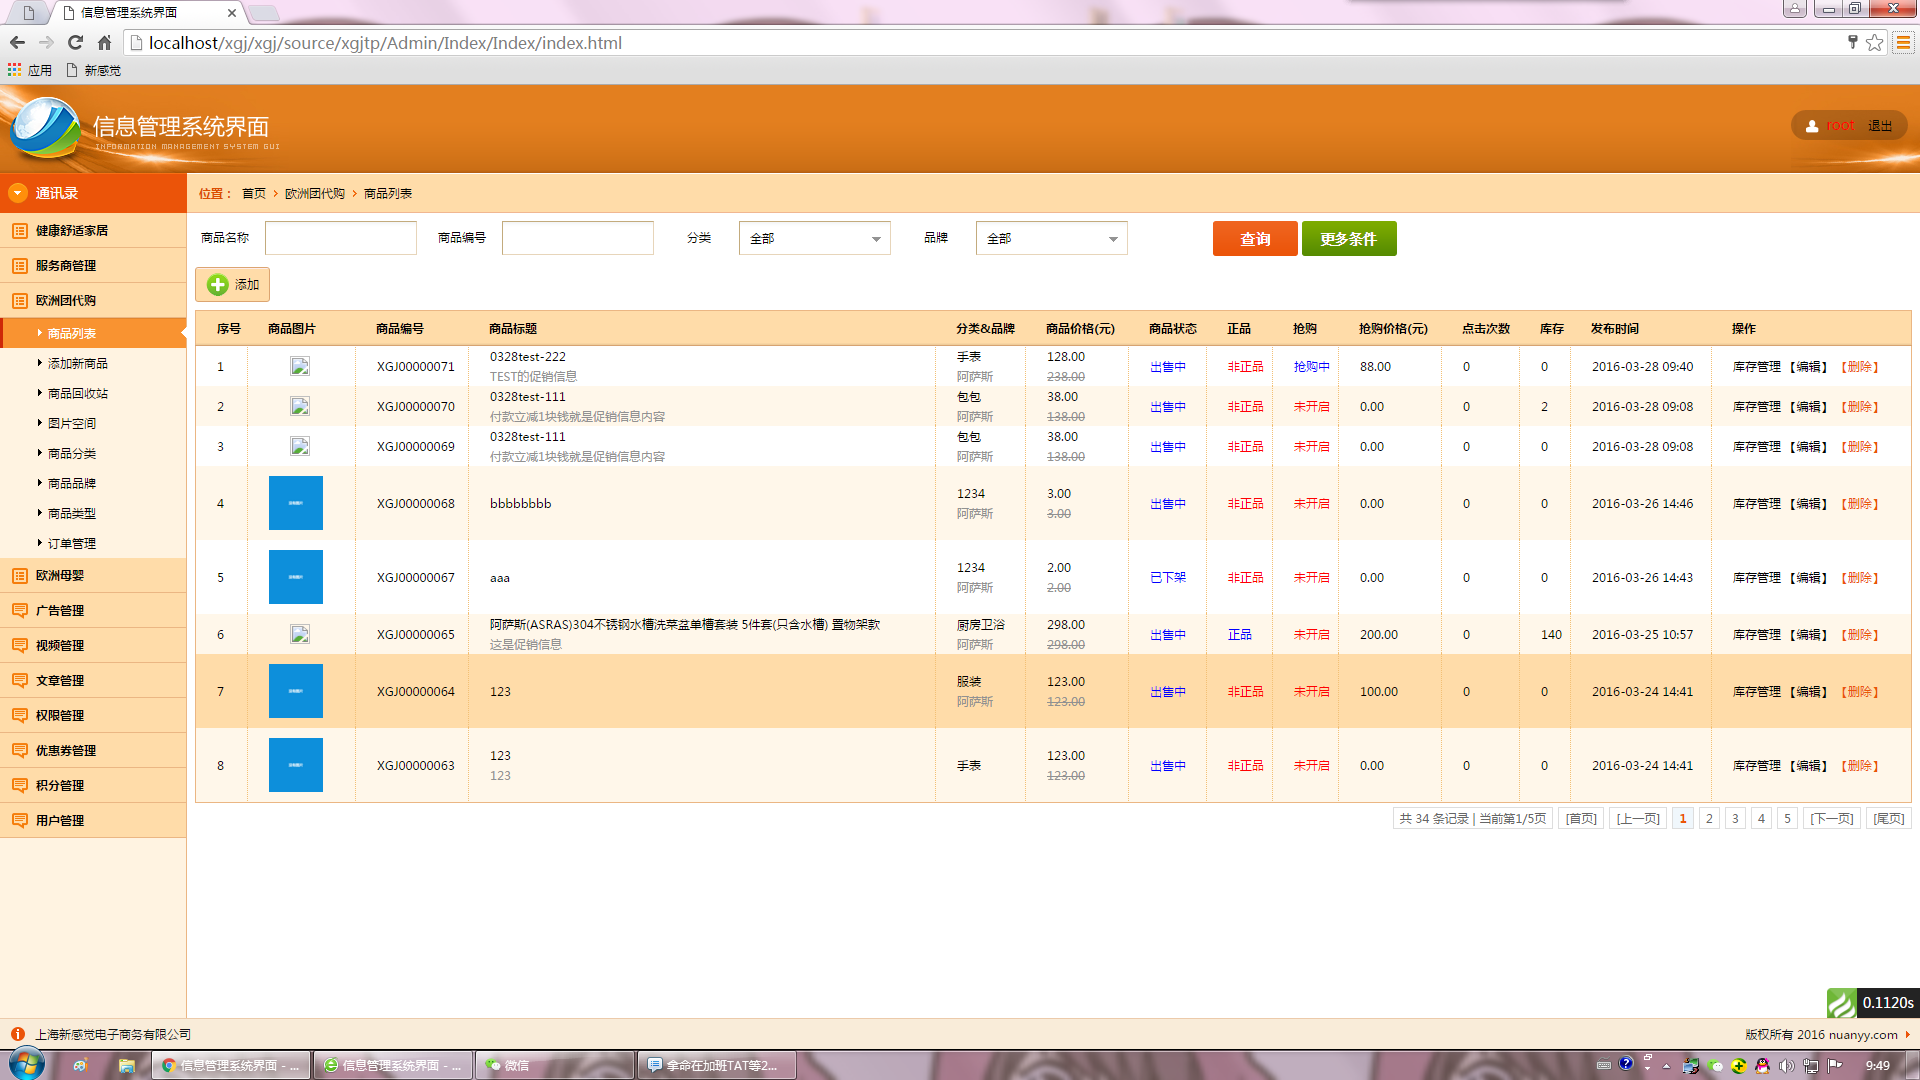 信息管理系统界面
localhost/xgj/xgj/source/xgjtp/Admin/Index/Index/index.html
应用 新感觉
信息管理系统界面
INFORMATION MANAGEMENT SYSTEM GUI
root 退出
通讯录
位置： 首页 › 欧洲团代购 › 商品列表
健康舒适家居
服务商管理
欧洲团代购
商品列表
添加新商品
商品回收站
图片空间
商品分类
商品品牌
商品类型
订单管理
欧洲母婴
广告管理
视频管理
文章管理
权限管理
优惠券管理
积分管理
用户管理
商品名称 商品编号 分类 全部 品牌 全部 查询 更多条件
添加
序号 商品图片 商品编号 商品标题 分类&品牌 商品价格(元) 商品状态 正品 抢购 抢购价格(元) 点击次数 库存 发布时间 操作
0328test-222 手表 128.00
1 XGJ00000071 出售中 非正品 抢购中 88.00 0 0 2016-03-28 09:40 库存管理 【编辑】 【删除】
TEST的促销信息 阿萨斯 238.00
0328test-111 包包 38.00
2 XGJ00000070 出售中 非正品 未开启 0.00 0 2 2016-03-28 09:08 库存管理 【编辑】 【删除】
付款立减1块钱就是促销信息内容 阿萨斯 138.00
0328test-111 包包 38.00
3 XGJ00000069 出售中 非正品 未开启 0.00 0 0 2016-03-28 09:08 库存管理 【编辑】 【删除】
付款立减1块钱就是促销信息内容 阿萨斯 138.00
1234 3.00
4 XGJ00000068 bbbbbbbb 出售中 非正品 未开启 0.00 0 0 2016-03-26 14:46 库存管理 【编辑】 【删除】
阿萨斯 3.00
1234 2.00
5 XGJ00000067 aaa 已下架 非正品 未开启 0.00 0 0 2016-03-26 14:43 库存管理 【编辑】 【删除】
阿萨斯 2.00
阿萨斯(ASRAS)304不锈钢水槽洗菜盆单槽套装 5件套(只含水槽) 置物架款 厨房卫浴 298.00
6 XGJ00000065 出售中 正品 未开启 200.00 0 140 2016-03-25 10:57 库存管理 【编辑】 【删除】
这是促销信息 阿萨斯 298.00
服装 123.00
7 XGJ00000064 123 出售中 非正品 未开启 100.00 0 0 2016-03-24 14:41 库存管理 【编辑】 【删除】
阿萨斯 123.00
123 123.00
8 XGJ00000063 手表 出售中 非正品 未开启 0.00 0 0 2016-03-24 14:41 库存管理 【编辑】 【删除】
123 123.00
共 34 条记录 | 当前第1/5页 [首页] [上一页] 1 2 3 4 5 [下一页] [尾页]
0.1120s
上海新感觉电子商务有限公司 版权所有 2016 nuanyy.com
信息管理系统界面 - ... 信息管理系统界面 - ... 微信 拿命在加班TAT等2... 9:49